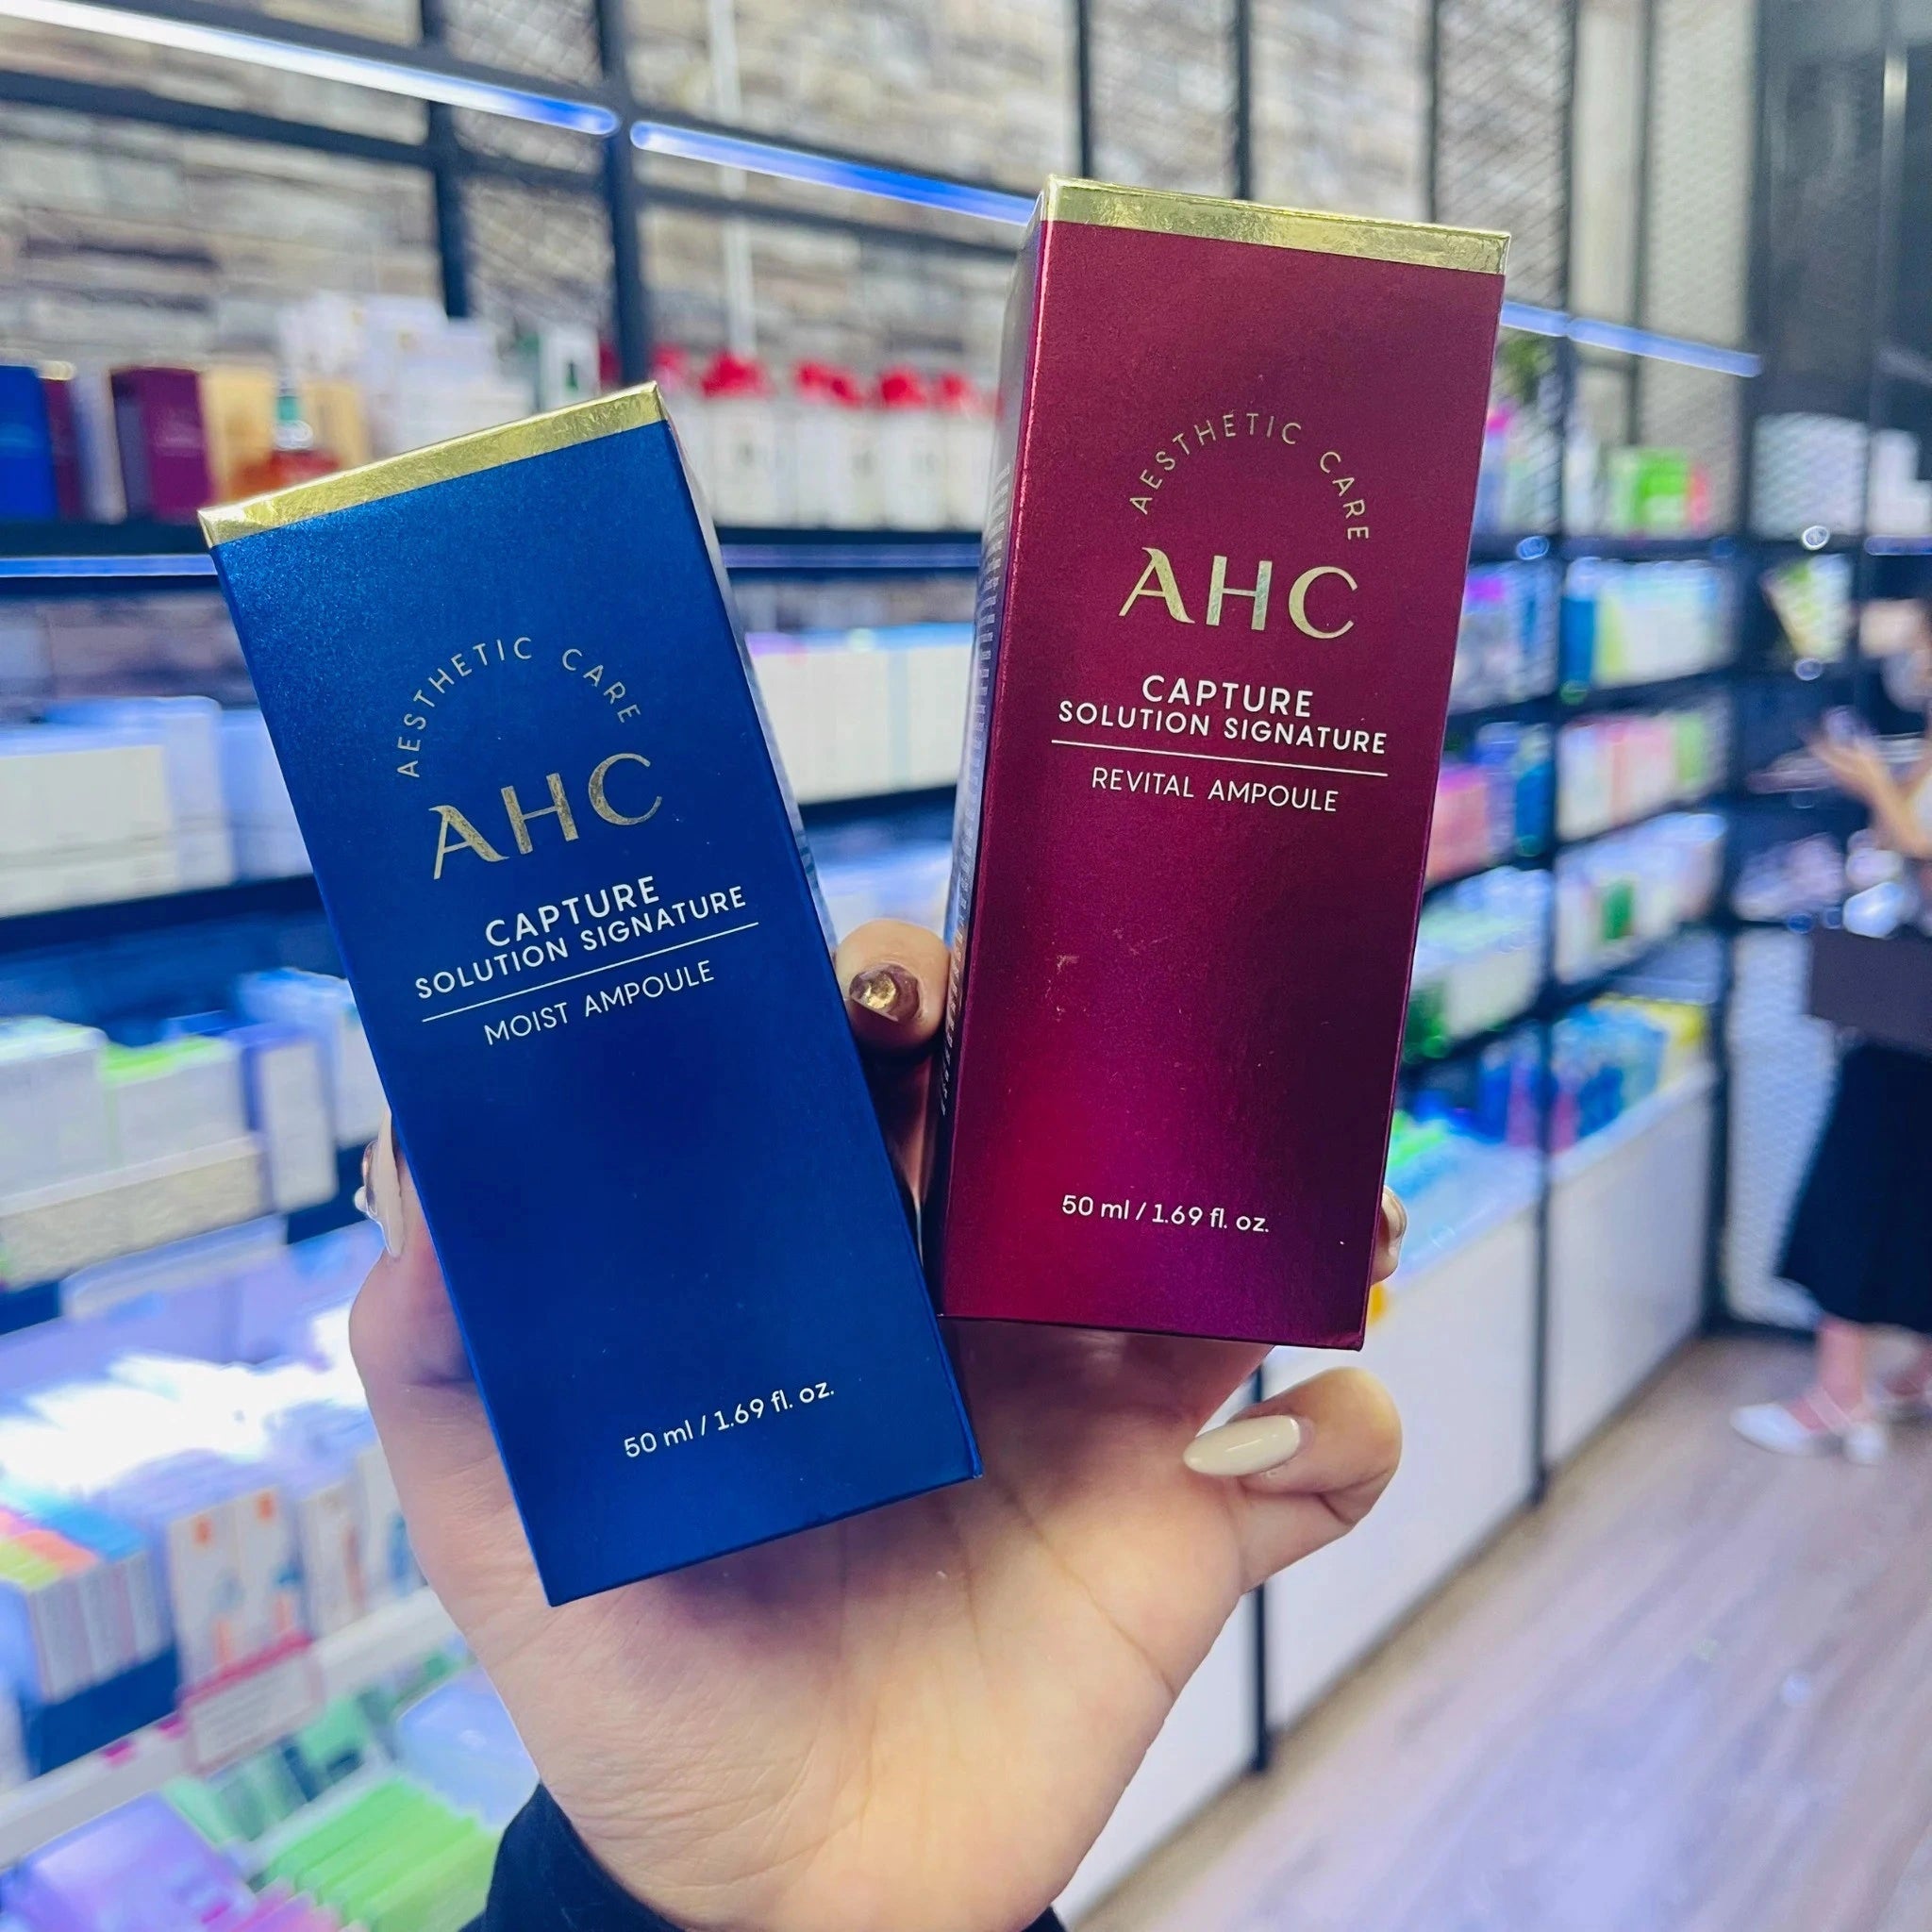 AESTHETIC CARE
AHC
CAPTURE
SOLUTION SIGNATURE
MOIST AMPOULE
50 ml / 1.69 fl. oz.
AESTHETIC CARE
AHC
CAPTURE
SOLUTION SIGNATURE
REVITAL AMPOULE
50 ml / 1.69 fl. oz.